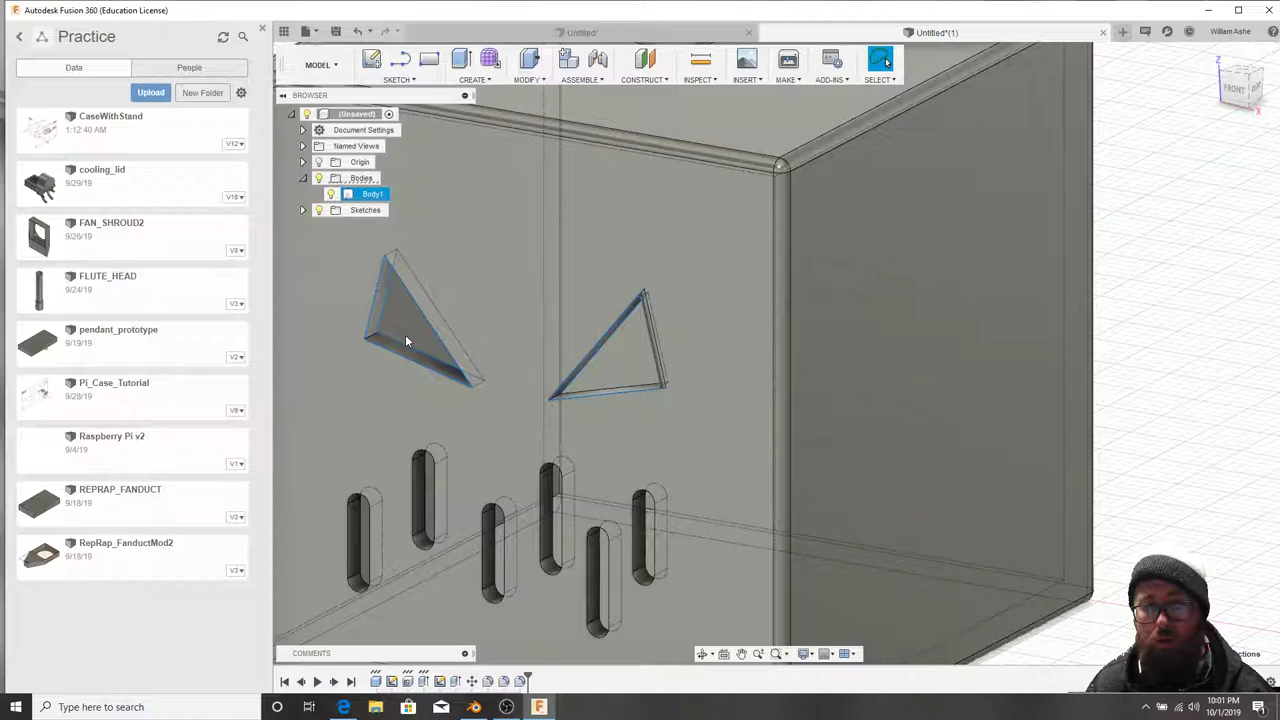 Autodesk Fusion 360 (Education License)
Practice
Untitled*
Untitled*(1)
William Ashe
Data
People
Upload
New Folder
MODEL
SKETCH
CREATE
MODIFY
ASSEMBLE
CONSTRUCT
INSPECT
INSERT
MAKE
ADD-INS
SELECT
BROWSER
(Unsaved)
Document Settings
Named Views
Origin
Bodies
Body1
Sketches
CaseWithStand
1:12:40 AM
V12
cooling_lid
9/29/19
V16
FAN_SHROUD2
9/26/19
V8
FLUTE_HEAD
9/24/19
V3
pendant_prototype
9/19/19
V2
Pi_Case_Tutorial
9/28/19
V6
Raspberry Pi v2
9/4/19
V1
REPRAP_FANDUCT
9/18/19
V3
RepRap_FanductMod2
9/18/19
V3
Z
FRONT
X
COMMENTS
Type here to search
10:01 PM
10/1/2019